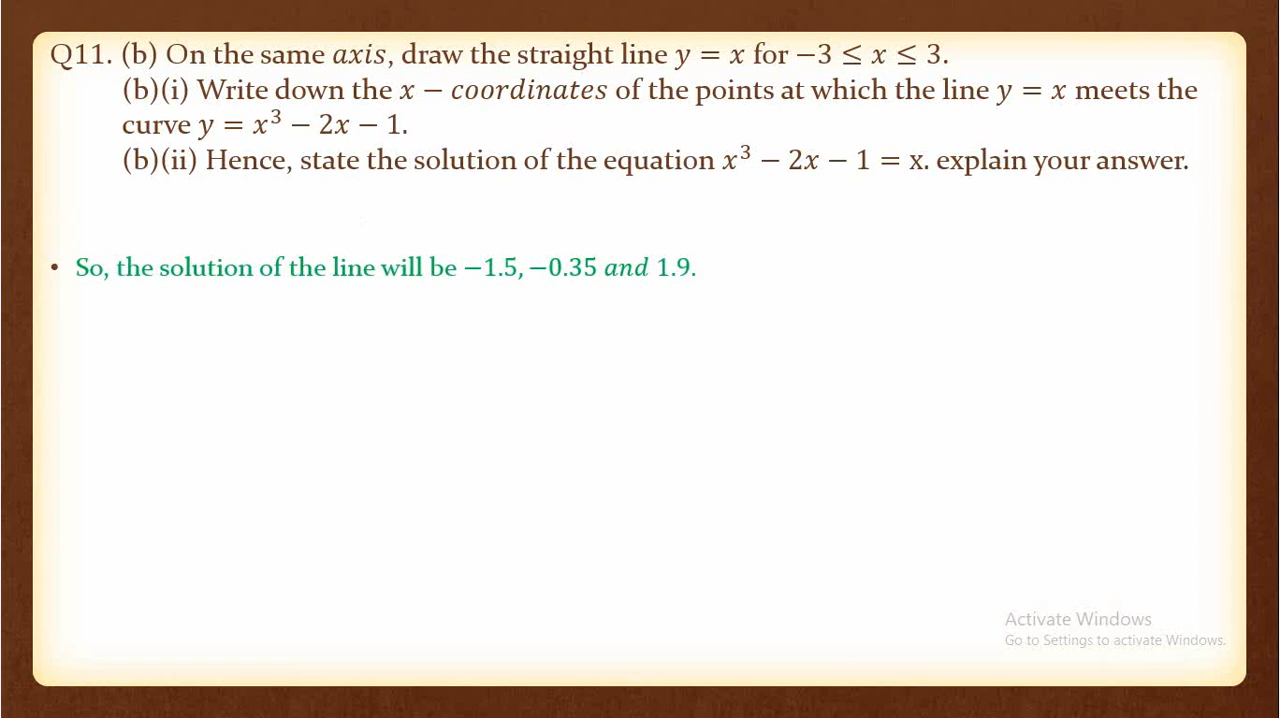 Q11. (b) On the same axis, draw the straight line y = x for −3 ≤ x ≤ 3.
(b)(i) Write down the x − coordinates of the points at which the line y = x meets the
curve y = x³ − 2x − 1.
(b)(ii) Hence, state the solution of the equation x³ − 2x − 1 = x. explain your answer.
• So, the solution of the line will be −1.5, −0.35 and 1.9.
Activate Windows
Go to Settings to activate Windows.